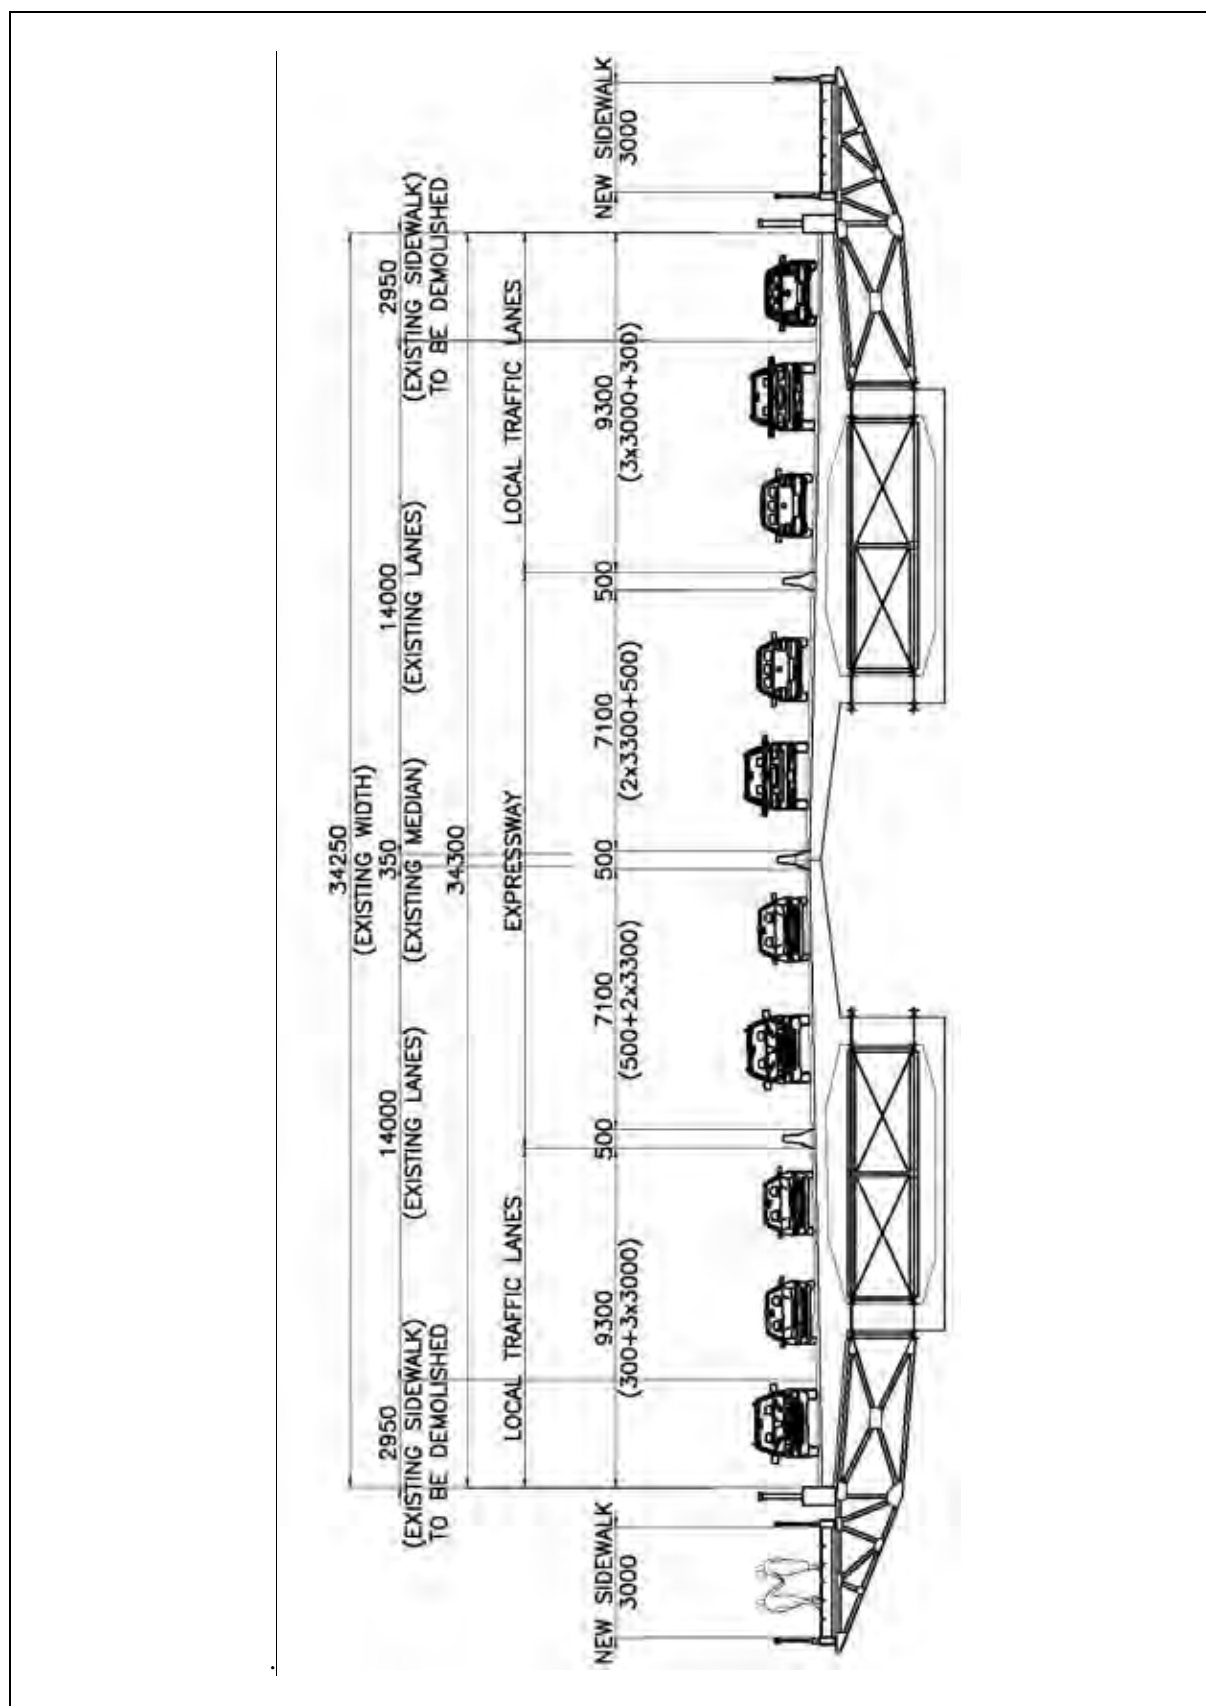 34250
(EXISTING WIDTH)
2950 14000 350 14000 2950
(EXISTING SIDEWALK) (EXISTING LANES) (EXISTING MEDIAN) (EXISTING LANES) (EXISTING SIDEWALK)
TO BE DEMOLISHED 34300 TO BE DEMOLISHED
LOCAL TRAFFIC LANES EXPRESSWAY LOCAL TRAFFIC LANES
NEW SIDEWALK 9300 500 7100 500 7100 500 9300 NEW SIDEWALK
3000 (300+3x3000) (500+2x3300) (2x3300+500) (3x3000+300) 3000